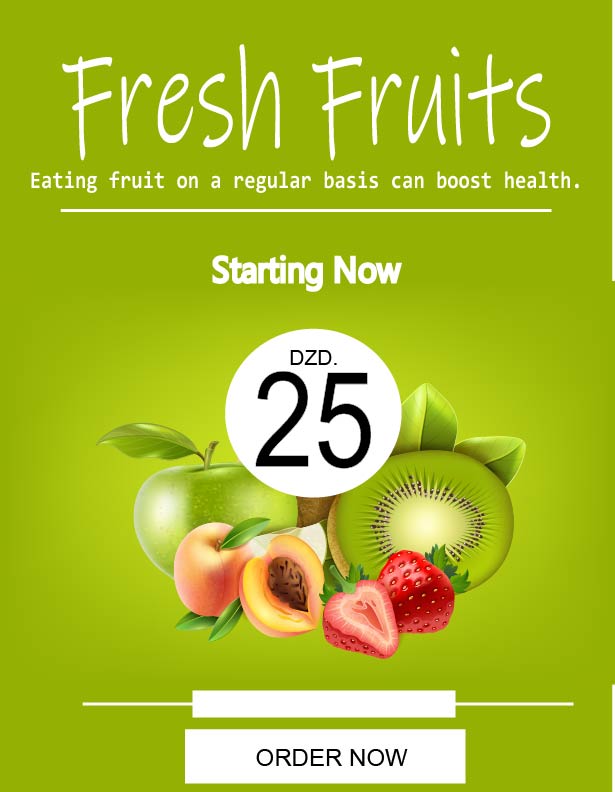 Fresh Fruits
Eating fruit on a regular basis can boost health.
Starting Now
DZD.
25
ORDER NOW